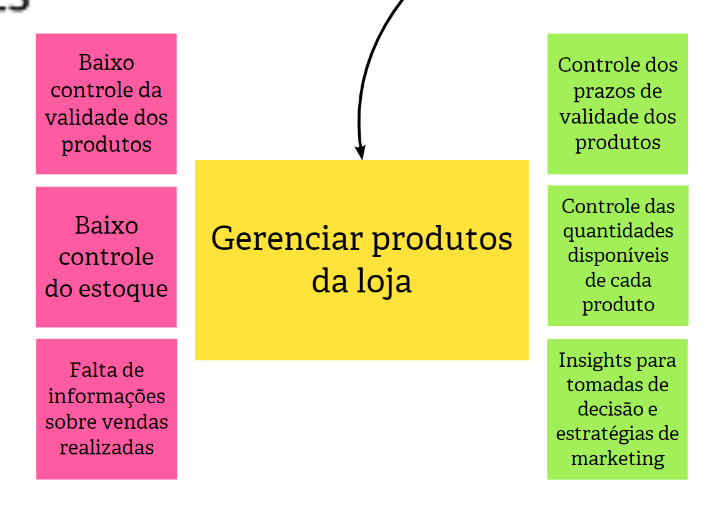 Baixo
controle da
validade dos
produtos
Baixo
controle
do estoque
Falta de
informações
sobre vendas
realizadas
Gerenciar produtos
da loja
Controle dos
prazos de
validade dos
produtos
Controle das
quantidades
disponíveis
de cada
produto
Insights para
tomadas de
decisão e
estratégias de
marketing